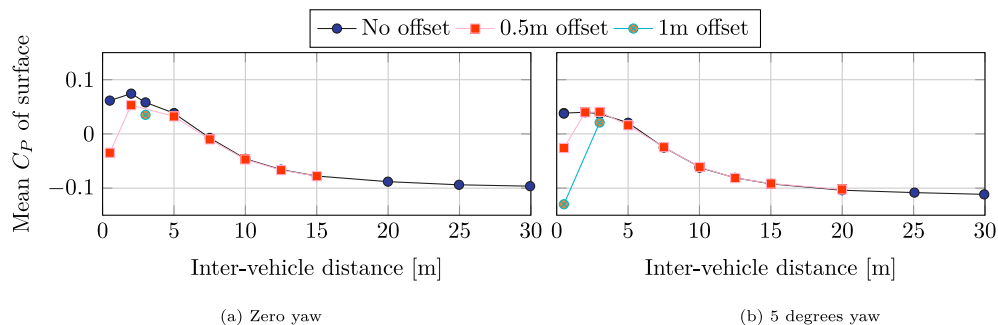 No offset 0.5m offset 1m offset
0.1
0
−0.1
Mean C_P of surface
0 5 10 15 20 25 30 0 5 10 15 20 25 30
Inter-vehicle distance [m] Inter-vehicle distance [m]
(a) Zero yaw (b) 5 degrees yaw